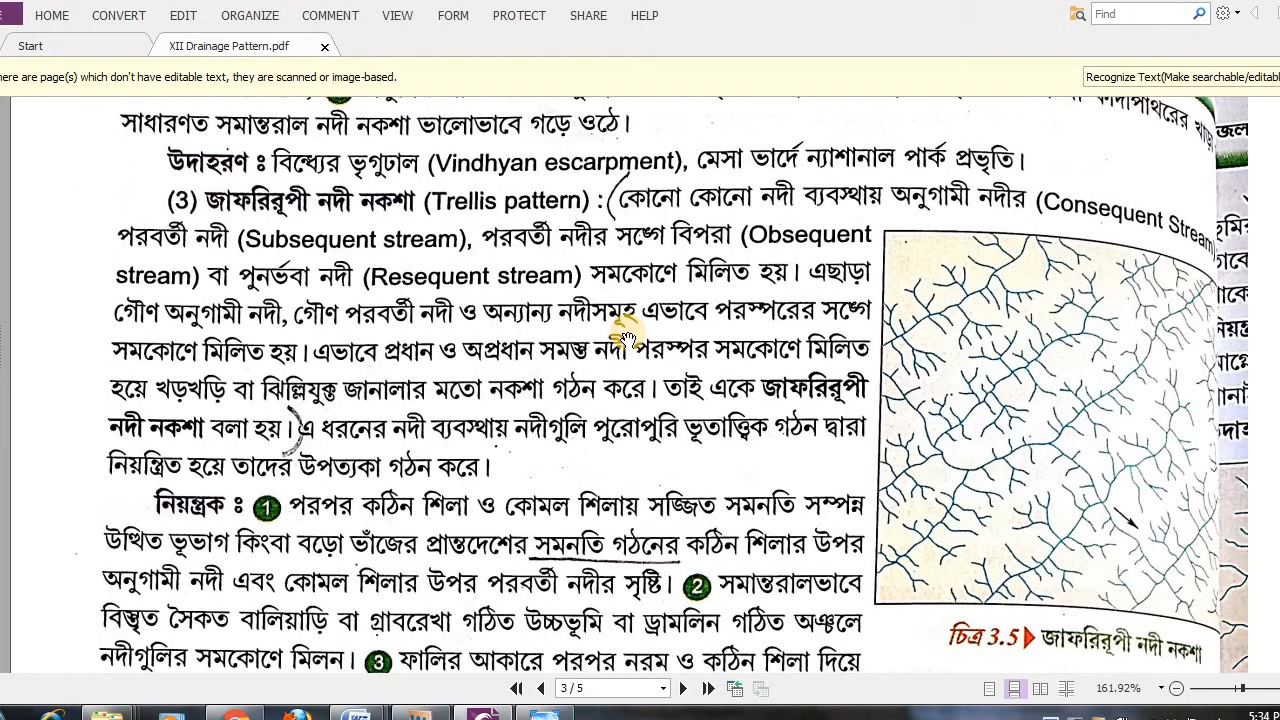 HOME CONVERT EDIT ORGANIZE COMMENT VIEW FORM PROTECT SHARE HELP Find
Start XII Drainage Pattern.pdf
here are page(s) which don't have editable text, they are scanned or image-based. Recognize Text(Make searchable/editabl
সাধারণত সমান্তরাল নদী নকশা ভালোভাবে গড়ে ওঠে।
উদাহরণ : বিন্ধ্যের ভৃগুঢাল (Vindhyan escarpment), মেসা ভার্দে ন্যাশানাল পার্ক প্রভৃতি।
(3) জাফরিরূপী নদী নকশা (Trellis pattern) : কোনো কোনো নদী ব্যবস্থায় অনুগামী নদীর (Consequent Stream)
পরবর্তী নদী (Subsequent stream), পরবর্তী নদীর সঙ্গে বিপরা (Obsequent
stream) বা পুনর্ভবা নদী (Resequent stream) সমকোণে মিলিত হয়। এছাড়া
গৌণ অনুগামী নদী, গৌণ পরবর্তী নদী ও অন্যান্য নদীসমূহ এভাবে পরস্পরের সঙ্গে
সমকোণে মিলিত হয়। এভাবে প্রধান ও অপ্রধান সমস্ত নদী পরস্পর সমকোণে মিলিত
হয়ে খড়খড়ি বা ঝিল্লিযুক্ত জানালার মতো নকশা গঠন করে। তাই একে জাফরিরূপী
নদী নকশা বলা হয়। এ ধরনের নদী ব্যবস্থায় নদীগুলি পুরোপুরি ভূতাত্ত্বিক গঠন দ্বারা
নিয়ন্ত্রিত হয়ে তাদের উপত্যকা গঠন করে।
নিয়ন্ত্রক : 1 পরপর কঠিন শিলা ও কোমল শিলায় সজ্জিত সমনতি সম্পন্ন
উত্থিত ভূভাগ কিংবা বড়ো ভাঁজের প্রান্তদেশের সমনতি গঠনের কঠিন শিলার উপর
অনুগামী নদী এবং কোমল শিলার উপর পরবর্তী নদীর সৃষ্টি। 2 সমান্তরালভাবে
বিস্তৃত সৈকত বালিয়াড়ি বা গ্রাবরেখা গঠিত উচ্চভূমি বা ড্রামলিন গঠিত অঞ্চলে
নদীগুলির সমকোণে মিলন। 3 ফালির আকারে পরপর নরম ও কঠিন শিলা দিয়ে
চিত্র 3.5 জাফরিরূপী নদী নকশা
3 / 5 161.92%
5:34 PM